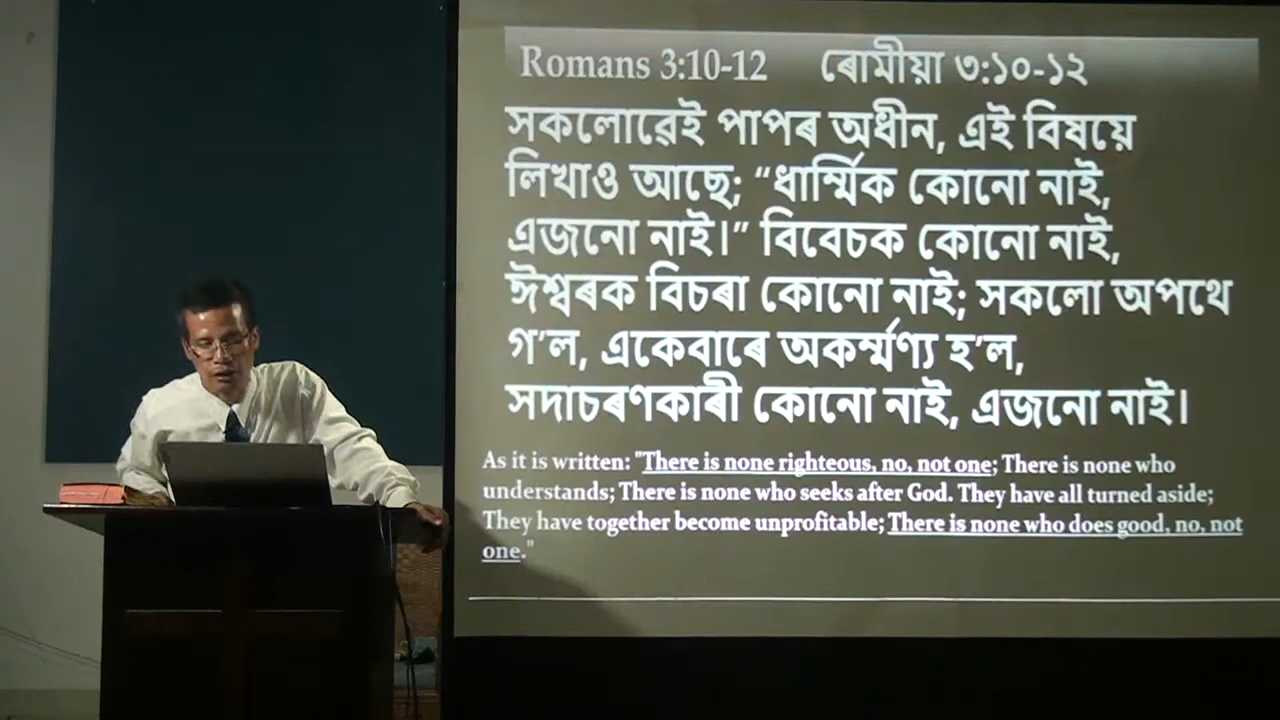 Romans 3:10-12 ৰোমীয়া ৩:১০-১২
সকলোৱেই পাপৰ অধীন, এই বিষয়ে
লিখাও আছে; “ধাৰ্ম্মিক কোনো নাই,
এজনো নাই।” বিবেচক কোনো নাই,
ঈশ্বৰক বিচৰা কোনো নাই; সকলো অপথে
গ’ল, একেবাৰে অকৰ্ম্মণ্য হ’ল,
সদাচৰণকাৰী কোনো নাই, এজনো নাই।
As it is written: "There is none righteous, no, not one; There is none who
understands; There is none who seeks after God. They have all turned aside;
They have together become unprofitable; There is none who does good, no, not
one."